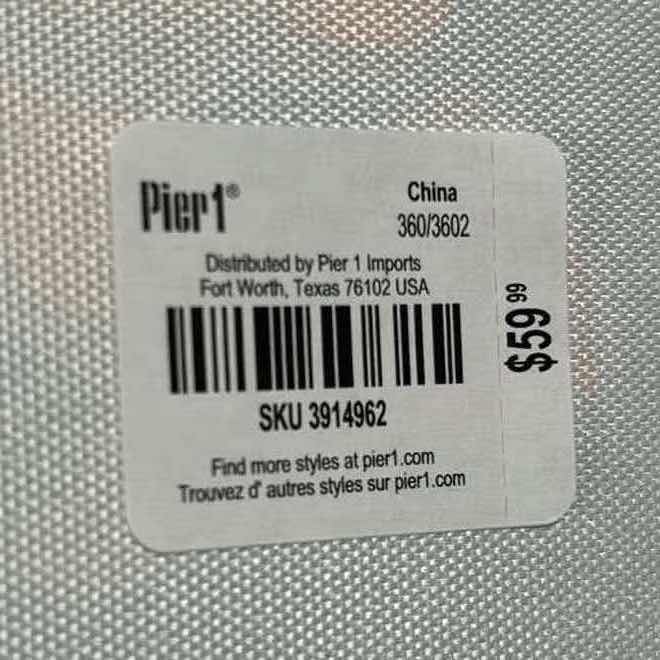 Pier1®
China
360/3602
Distributed by Pier 1 Imports
Fort Worth, Texas 76102 USA
SKU 3914962
Find more styles at pier1.com
Trouvez d' autres styles sur pier1.com
$59 99